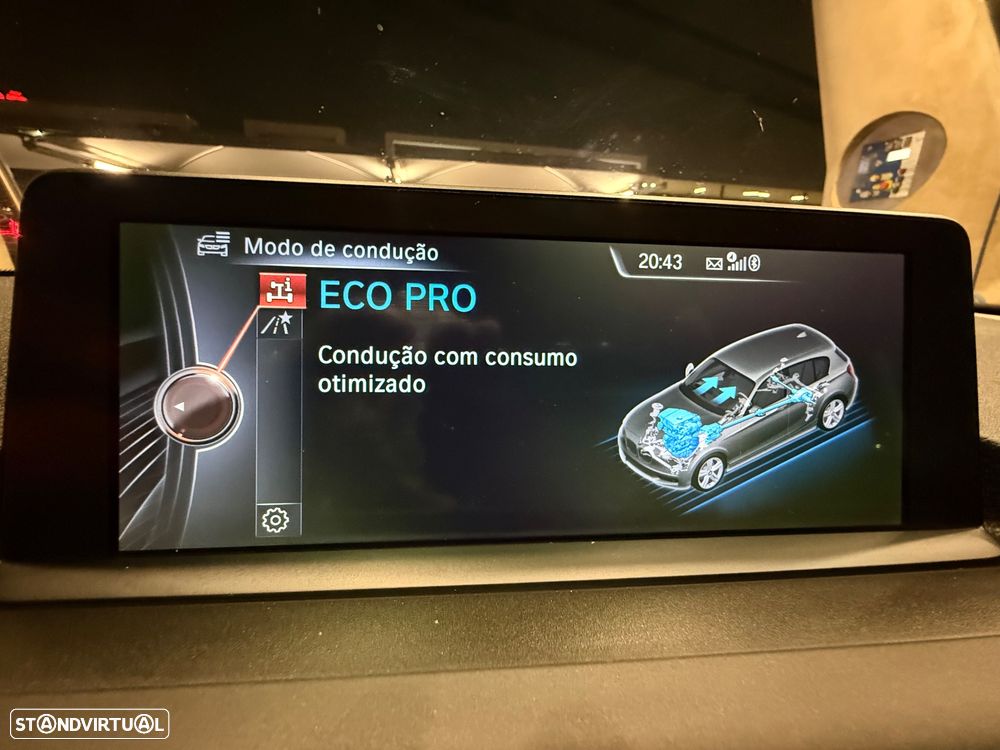 Modo de condução
20:43
ECO PRO
Condução com consumo
otimizado
STANDVIRTUAL